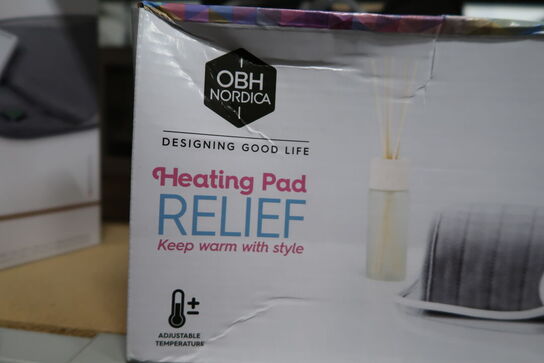 OBH
NORDICA
DESIGNING GOOD LIFE
Heating Pad
RELIEF
Keep warm with style
ADJUSTABLE
TEMPERATURE